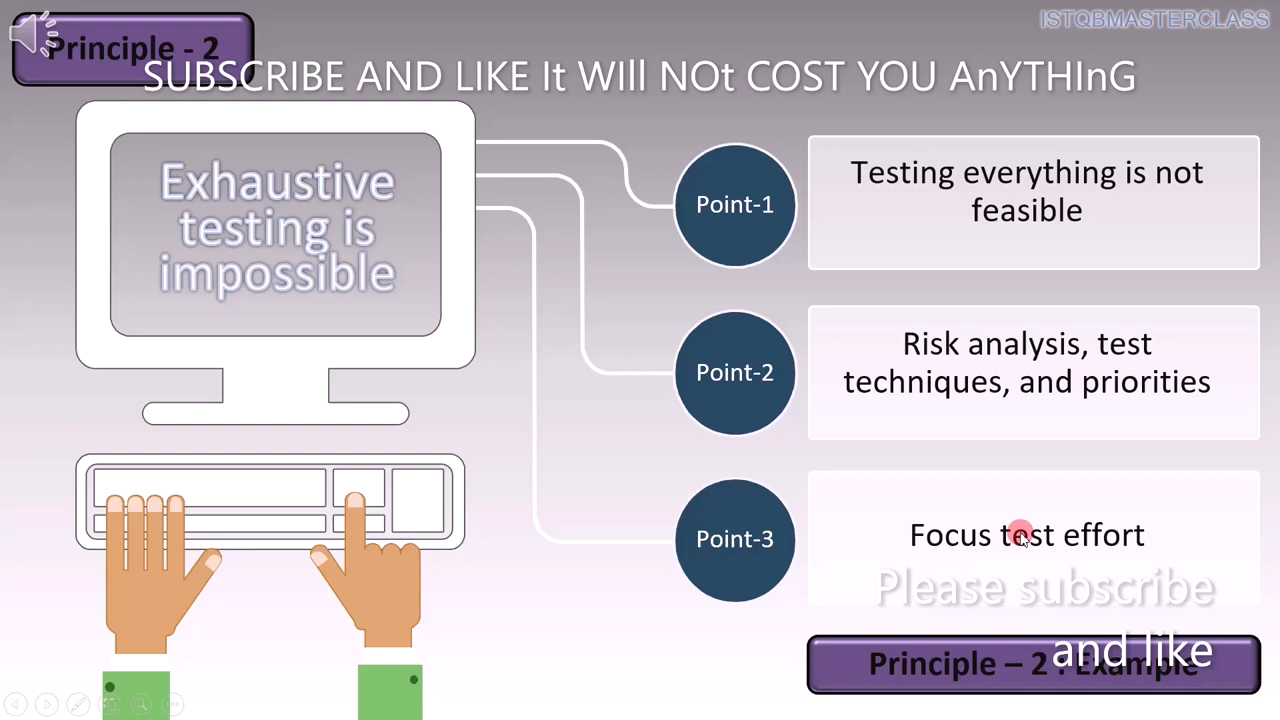 ISTQBMASTERCLASS
Principle - 2
SUBSCRIBE AND LIKE It WIll NOt COST YOU AnYTHInG
Exhaustive
testing is
impossible
Point-1
Testing everything is not
feasible
Point-2
Risk analysis, test
techniques, and priorities
Point-3
Focus test effort
Please subscribe
and like
Principle – 2 : Example